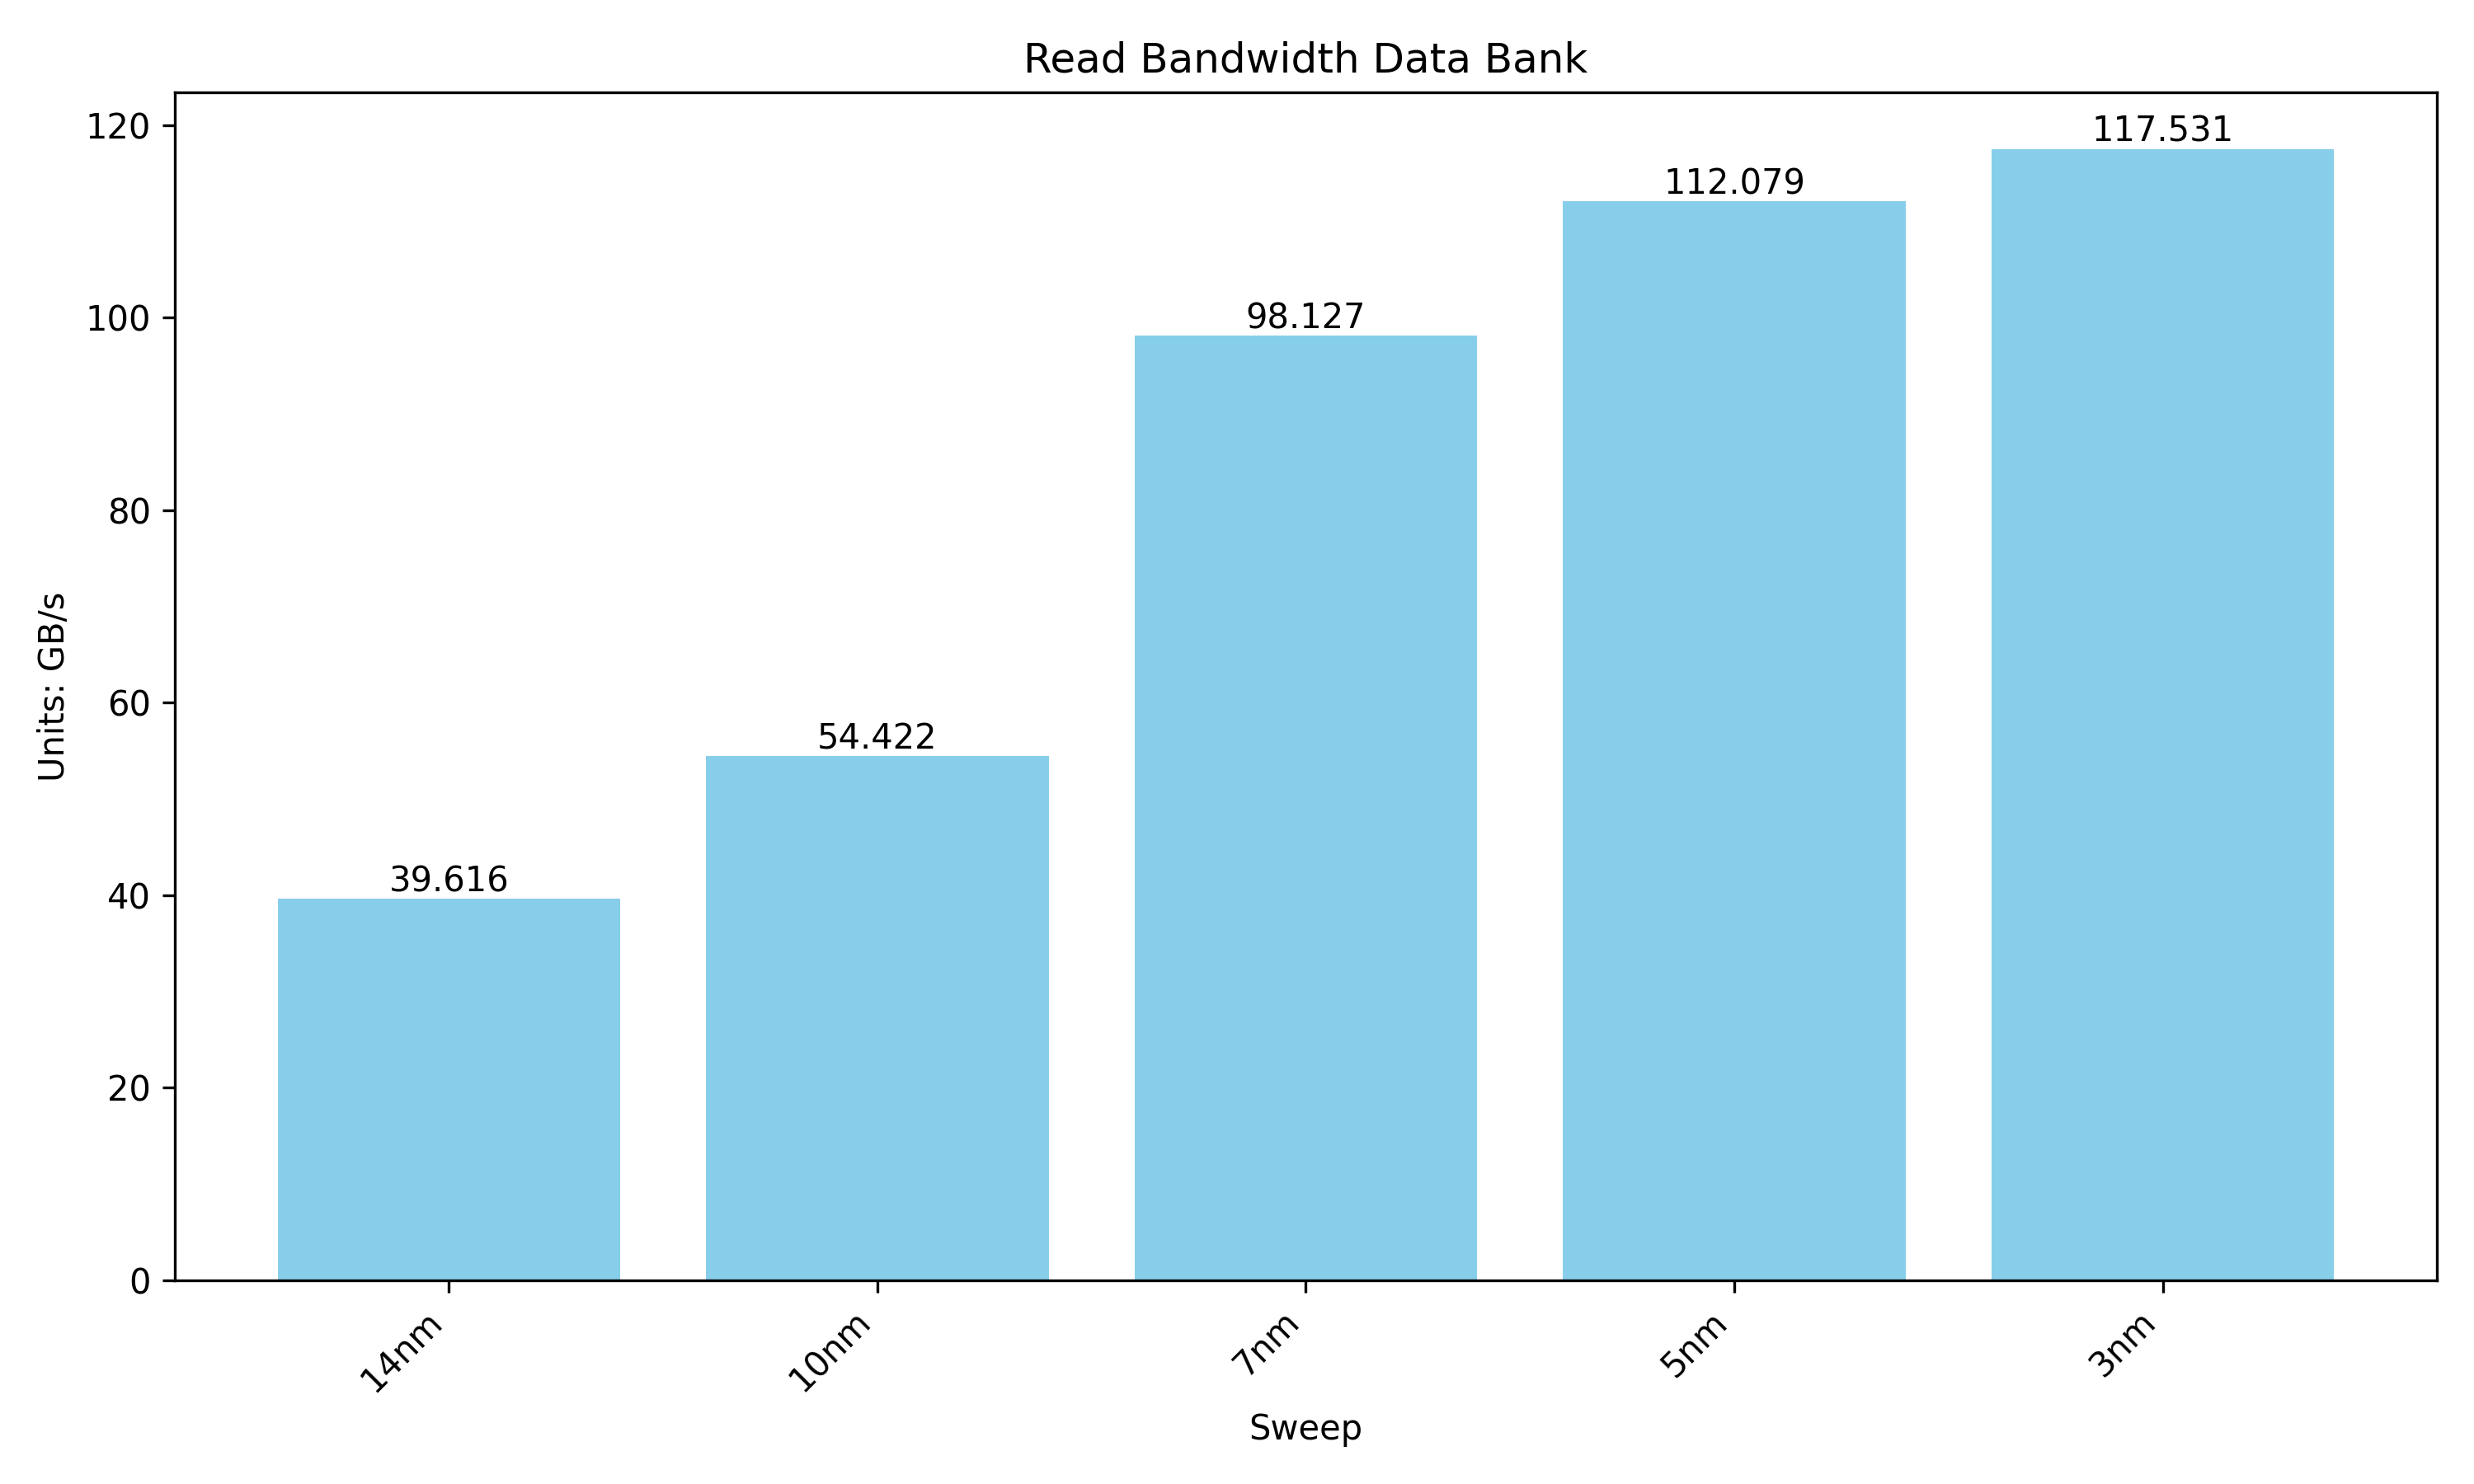 Read Bandwidth Data Bank
120
100
80
60
40
20
0
Units: GB/s
39.616
54.422
98.127
112.079
117.531
14nm
10nm
7nm
5nm
3nm
Sweep